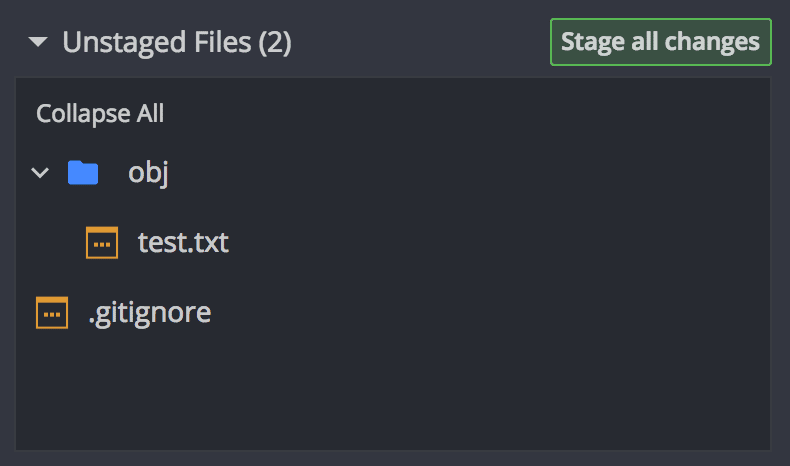 Unstaged Files (2) Stage all changes
Collapse All
obj
test.txt
.gitignore